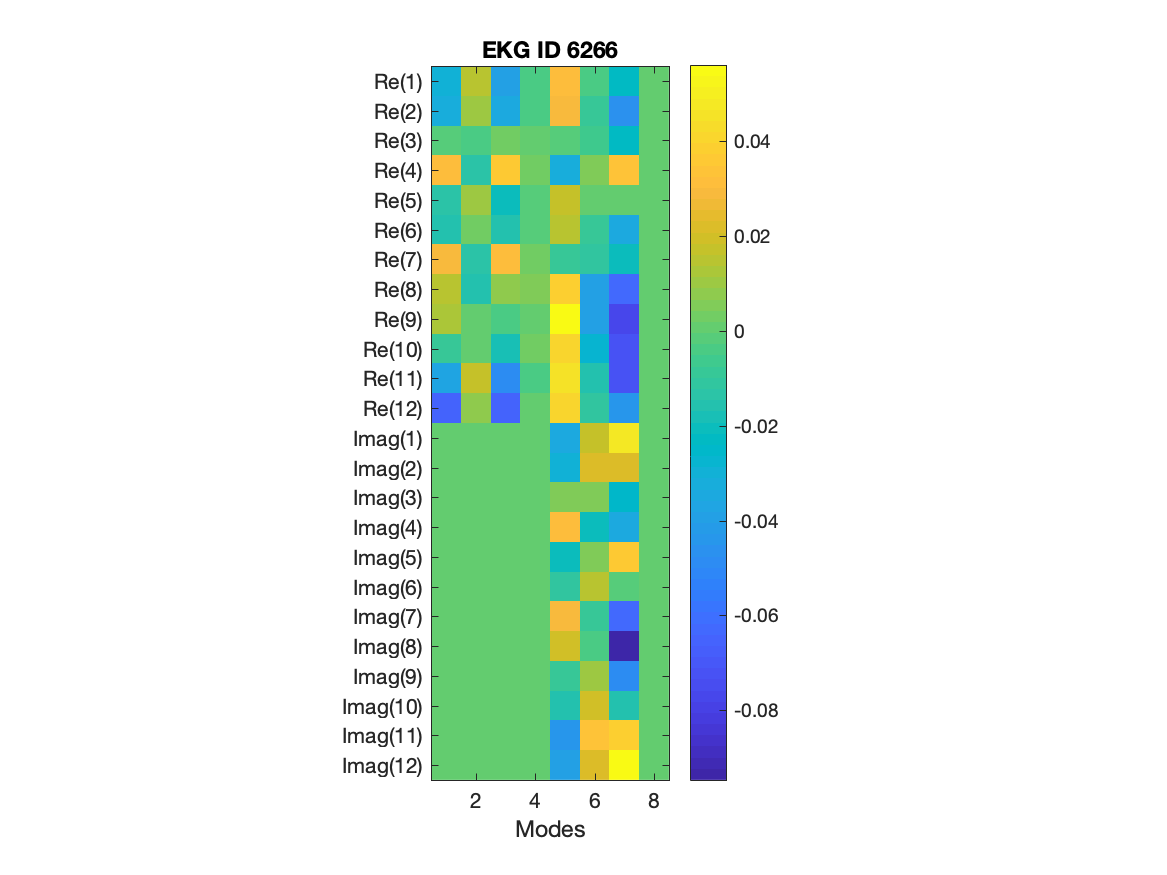 EKG ID 6266
Re(1)
Re(2)
Re(3)
Re(4)
Re(5)
Re(6)
Re(7)
Re(8)
Re(9)
Re(10)
Re(11)
Re(12)
Imag(1)
Imag(2)
Imag(3)
Imag(4)
Imag(5)
Imag(6)
Imag(7)
Imag(8)
Imag(9)
Imag(10)
Imag(11)
Imag(12)
2 4 6 8
Modes
0.04
0.02
0
-0.02
-0.04
-0.06
-0.08